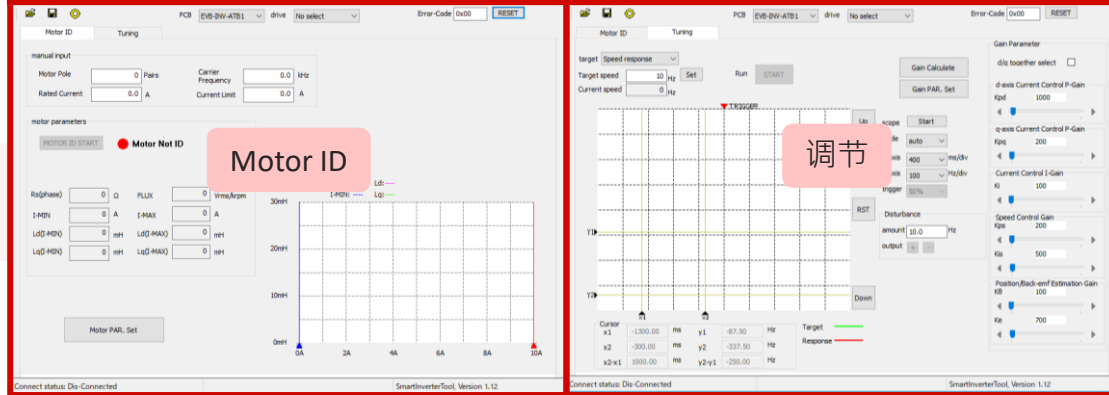 PCB EVB-INV-ATB1 drive No select Error-Code 0x00 RESET
Motor ID Tuning
manual input
Motor Pole 0 Pairs Carrier Frequency 0.0 kHz
Rated Current 0.0 A Current Limit 0.0 A
motor parameters
MOTOR ID START Motor Not ID
Motor ID
Ld:
I-MIN: Lq:
Rs(phase) 0 Ω FLUX 0 Vrms/krpm
I-MIN 0 A I-MAX 0 A
Ld(I-MIN) 0 mH Ld(I-MAX) 0 mH
Lq(I-MIN) 0 mH Lq(I-MAX) 0 mH
30mH
20mH
10mH
0mH
0A 2A 4A 6A 8A 10A
Motor PAR. Set
Connect status: Dis-Connected SmartInverterTool, Version 1.12
PCB EVB-INV-ATB1 drive No select Error-Code 0x00 RESET
Motor ID Tuning
target Speed response
Target speed 10 Hz Set Run START
Current speed 0 Hz
Gain Calculate
Gain PAR. Set
TRIGGER
Up
scope Start
auto
400 ms/div
100 Hz/div
trigger 50%
调节
RST
Disturbance
amount 10.0 Hz
output + -
Y1
Y2
Down
x1 x2
Cursor
x1 -1300.00 ms y1 -87.50 Hz
x2 -300.00 ms y2 -337.50 Hz
x2-x1 1000.00 ms y2-y1 -250.00 Hz
Target
Response
Gain Parameter
d/q together select
d-axis Current Control P-Gain
Kpd 1000
q-axis Current Control P-Gain
Kpq 200
Current Control I-Gain
Ki 100
Speed Control Gain
Kps 200
Kis 500
Position/Back-emf Estimation Gain
Kθ 100
Ke 700
Connect status: Dis-Connected SmartInverterTool, Version 1.12